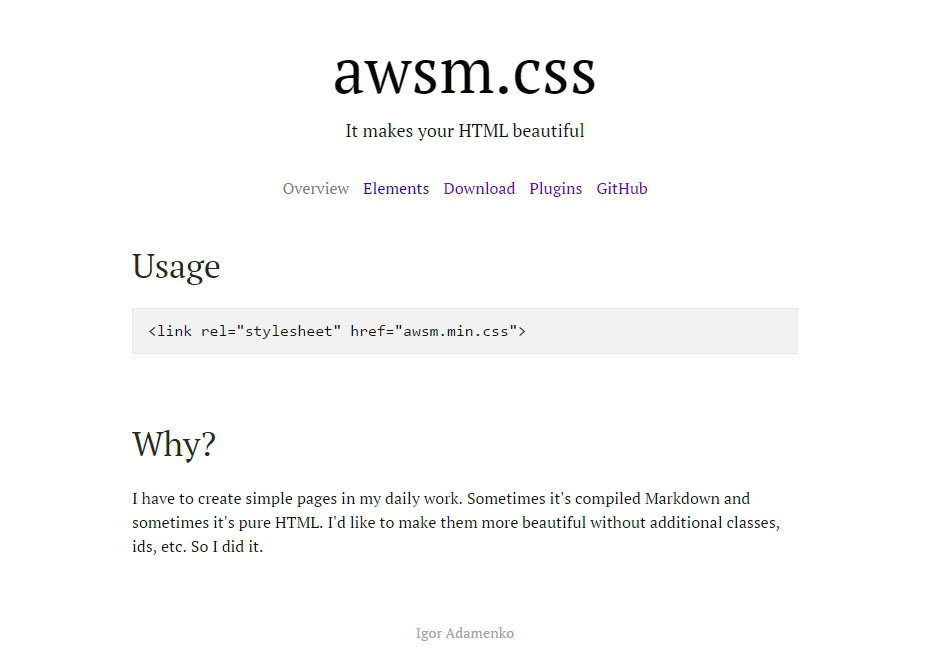 awsm.css
It makes your HTML beautiful
Overview Elements Download Plugins GitHub
Usage
<link rel="stylesheet" href="awsm.min.css">
Why?
I have to create simple pages in my daily work. Sometimes it's compiled Markdown and
sometimes it's pure HTML. I'd like to make them more beautiful without additional classes,
ids, etc. So I did it.
Igor Adamenko